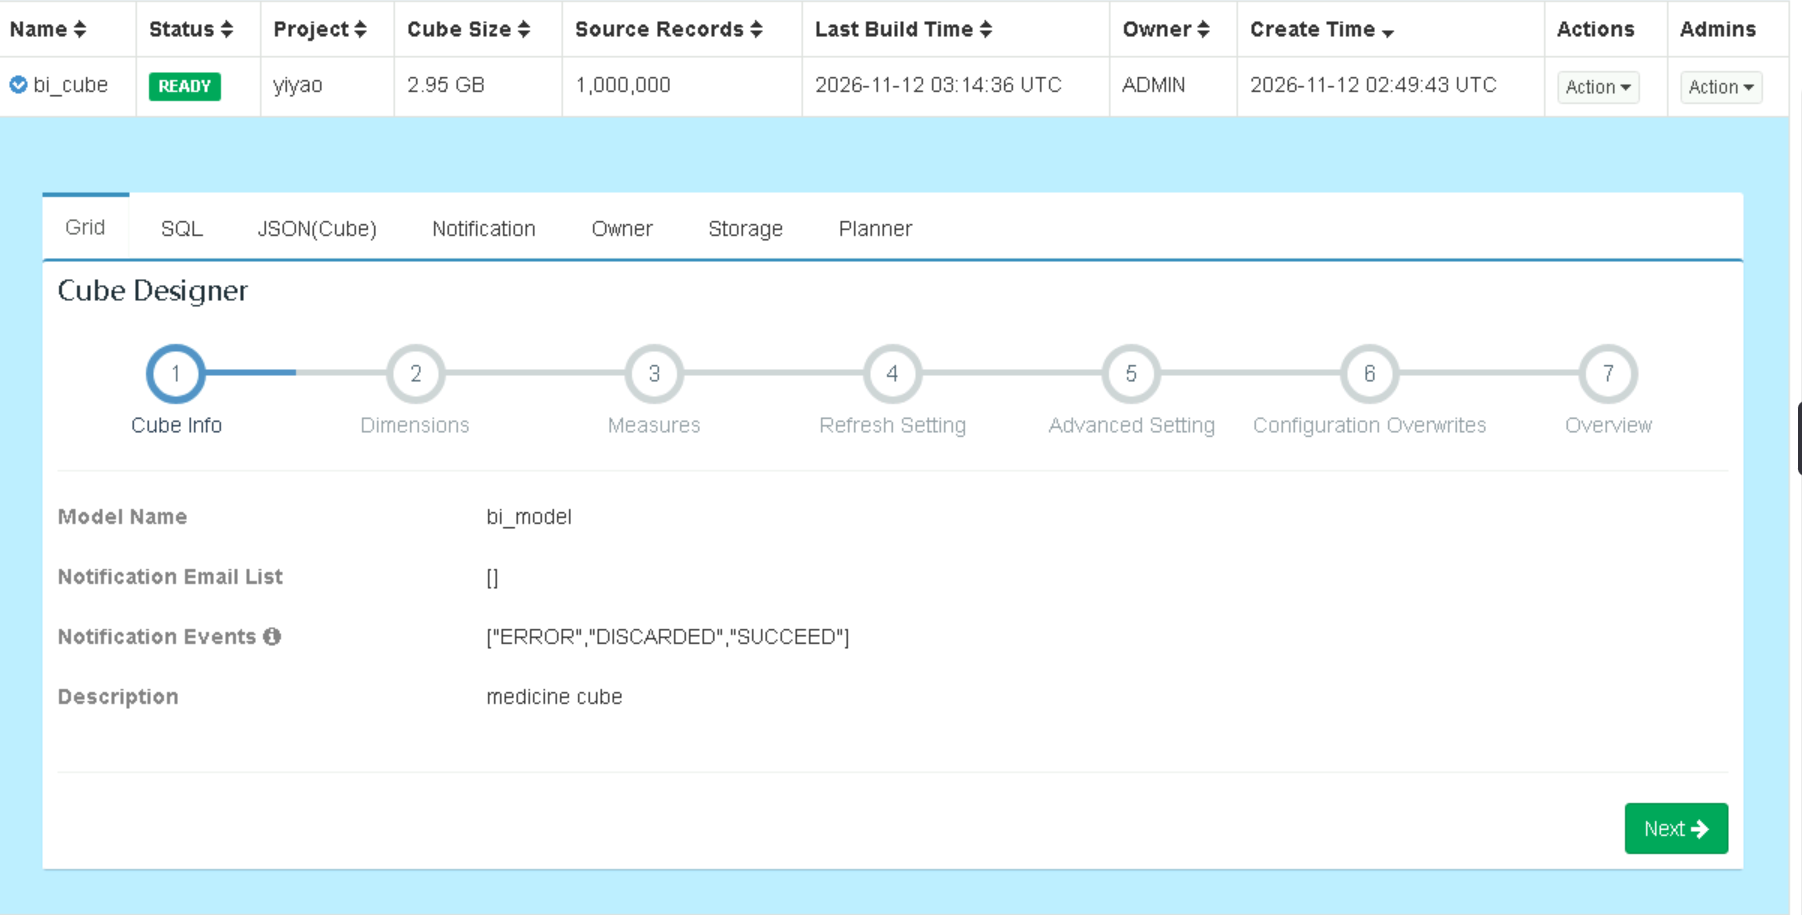 Name Status Project Cube Size Source Records Last Build Time Owner Create Time Actions Admins
bi_cube READY yiyao 2.95 GB 1,000,000 2026-11-12 03:14:36 UTC ADMIN 2026-11-12 02:49:43 UTC Action Action
Grid SQL JSON(Cube) Notification Owner Storage Planner
Cube Designer
1 2 3 4 5 6 7
Cube Info Dimensions Measures Refresh Setting Advanced Setting Configuration Overwrites Overview
Model Name bi_model
Notification Email List []
Notification Events ["ERROR","DISCARDED","SUCCEED"]
Description medicine cube
Next